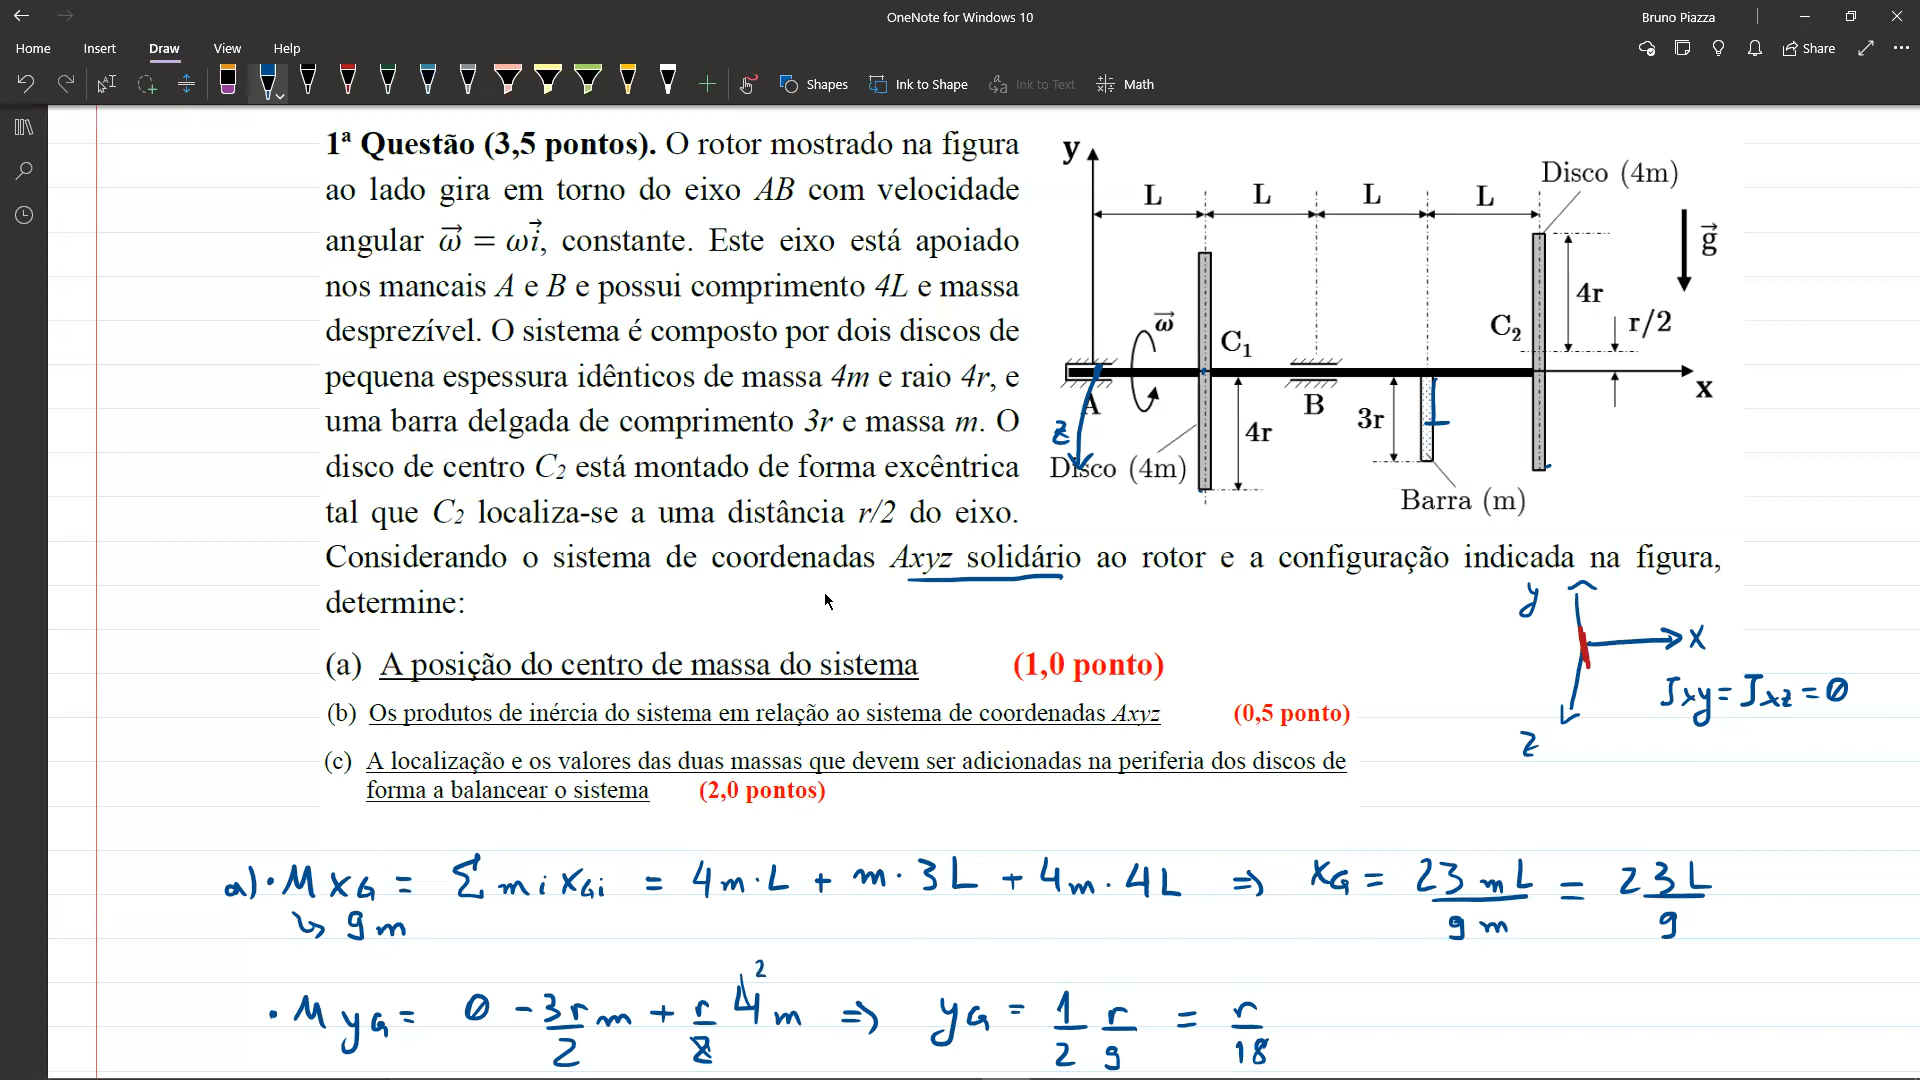 OneNote for Windows 10
Bruno Piazza
Home Insert Draw View Help
Share
Shapes
Ink to Shape
Ink to Text
Math
1ª Questão (3,5 pontos). O rotor mostrado na figura
ao lado gira em torno do eixo AB com velocidade
angular ω⃗ = ωi⃗, constante. Este eixo está apoiado
nos mancais A e B e possui comprimento 4L e massa
desprezível. O sistema é composto por dois discos de
pequena espessura idênticos de massa 4m e raio 4r, e
uma barra delgada de comprimento 3r e massa m. O
disco de centro C₂ está montado de forma excêntrica
tal que C₂ localiza-se a uma distância r/2 do eixo.
Considerando o sistema de coordenadas Axyz solidário ao rotor e a configuração indicada na figura,
determine:
y
Disco (4m)
L L L L
g⃗
4r
ω⃗
C₁
C₂
r/2
x
A
B
3r
z
4r
Disco (4m)
Barra (m)
(a) A posição do centro de massa do sistema (1,0 ponto)
(b) Os produtos de inércia do sistema em relação ao sistema de coordenadas Axyz (0,5 ponto)
(c) A localização e os valores das duas massas que devem ser adicionadas na periferia dos discos de
forma a balancear o sistema (2,0 pontos)
y
x
Jxy = Jxz = 0
z
a) • M xG = Σ mi xGi = 4m·L + m·3L + 4m·4L ⇒ xG = 23mL/9m = 23L/9
↳ 9m
• M yG = 0 - 3r/2 m + r/2 4² m ⇒ yG = 1/2 r/9 = r/18